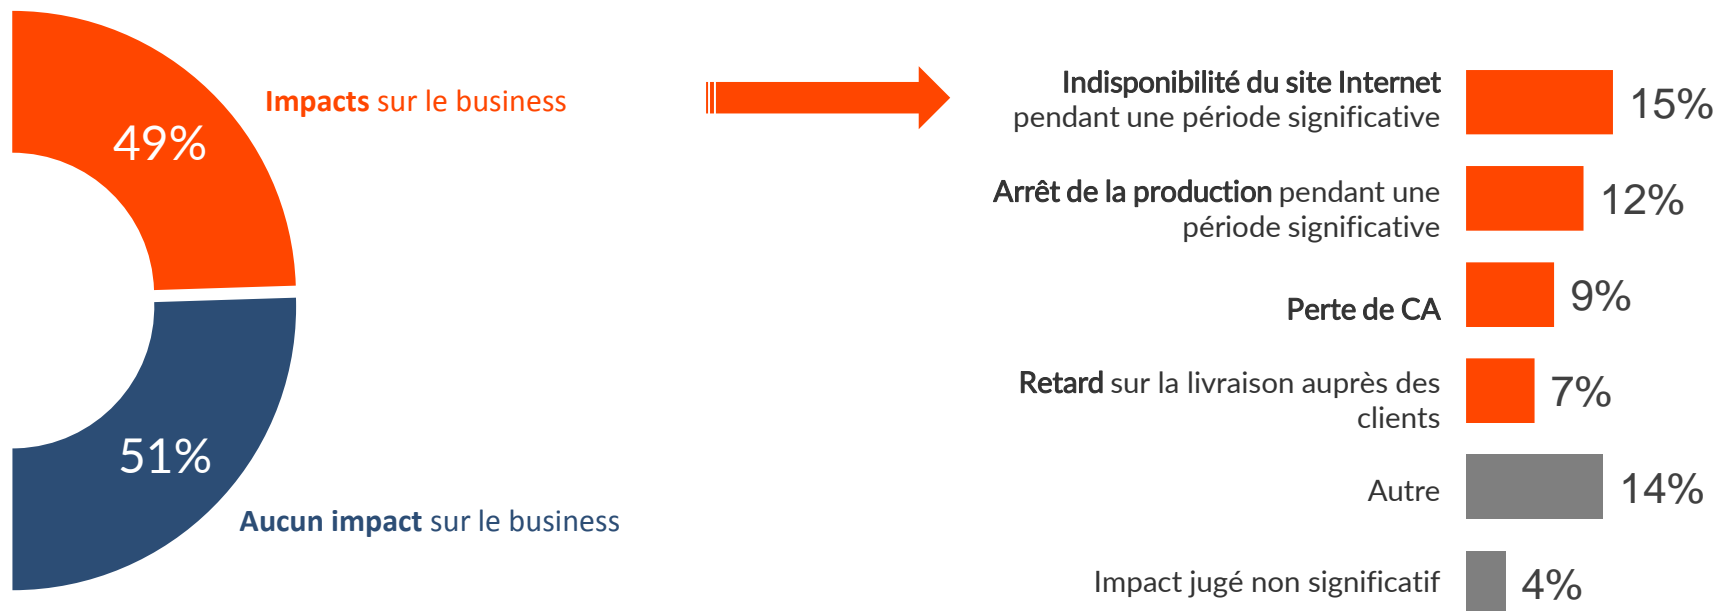 49%
Impacts sur le business
51%
Aucun impact sur le business
Indisponibilité du site Internet
pendant une période significative
15%
Arrêt de la production pendant une
période significative
12%
Perte de CA
9%
Retard sur la livraison auprès des
clients
7%
Autre
14%
Impact jugé non significatif
4%